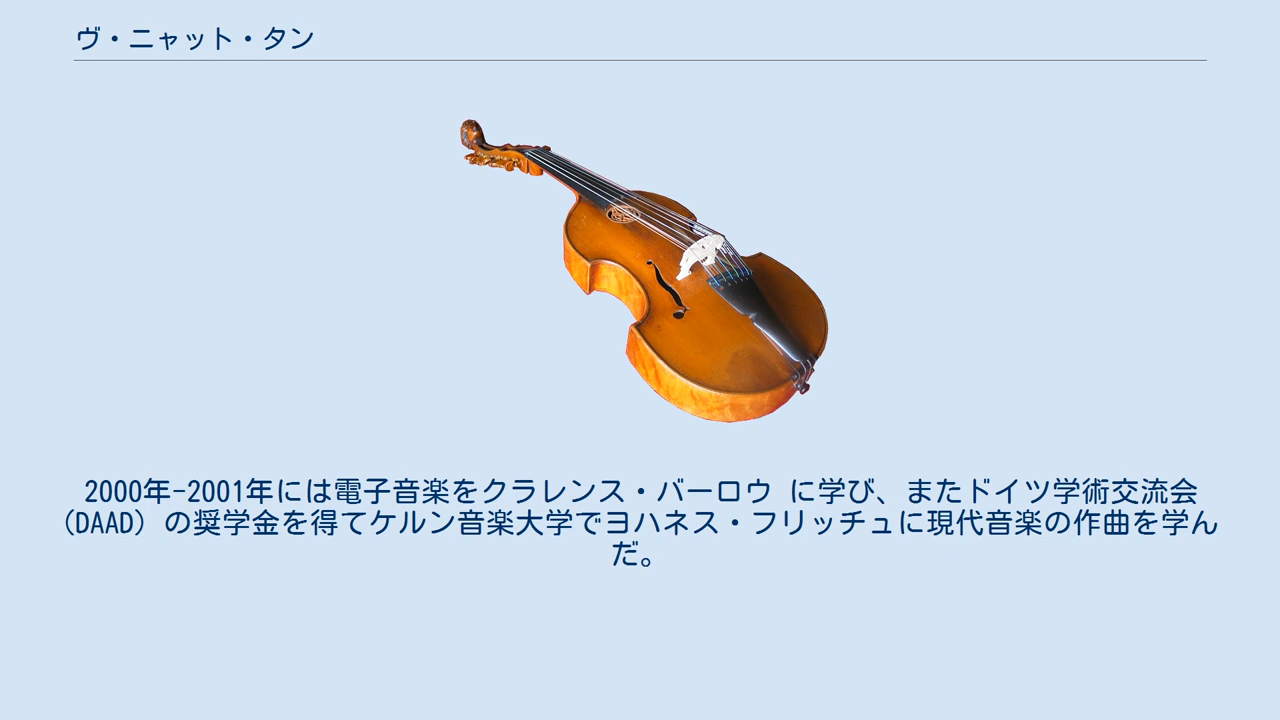 ヴ・ニャット・タン
2000年-2001年には電子音楽をクラレンス・バーロウ に学び、またドイツ学術交流会
(DAAD) の奨学金を得てケルン音楽大学でヨハネス・フリッチュに現代音楽の作曲を学ん
だ。